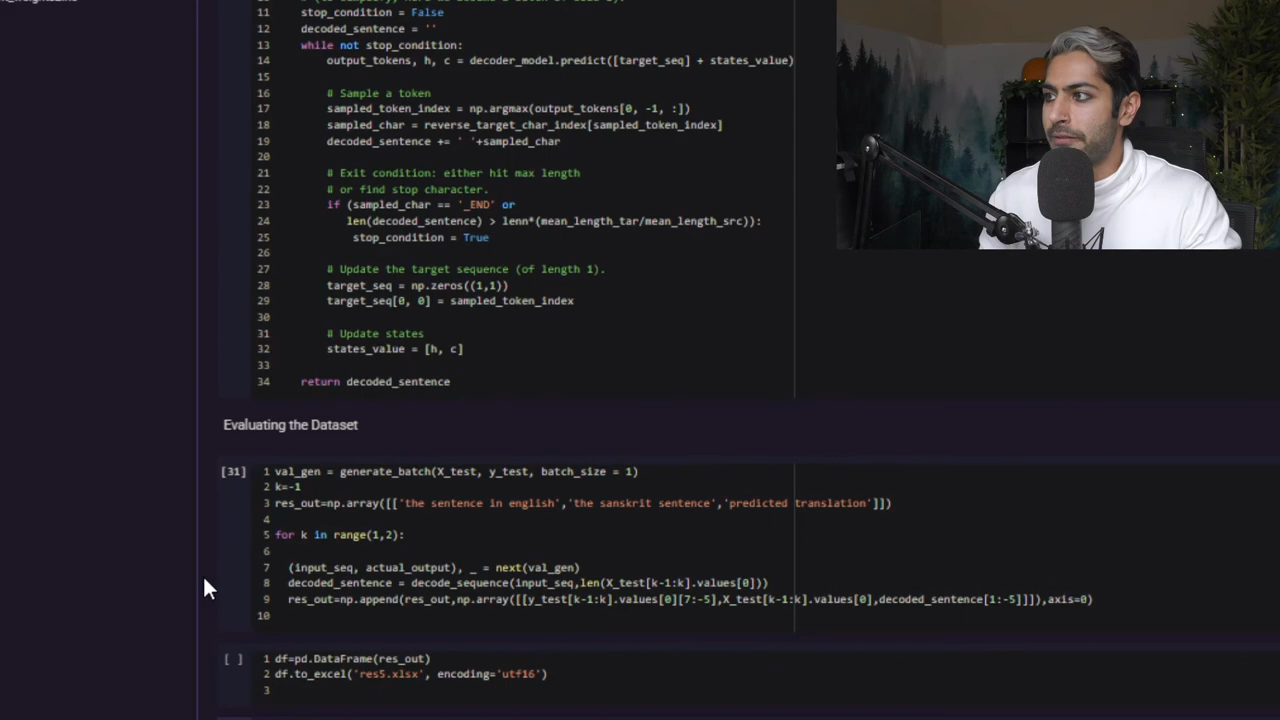 11 stop_condition = False
12 decoded_sentence = ''
13 while not stop_condition:
14 output_tokens, h, c = decoder_model.predict([target_seq] + states_value)
15
16 # Sample a token
17 sampled_token_index = np.argmax(output_tokens[0, -1, :])
18 sampled_char = reverse_target_char_index[sampled_token_index]
19 decoded_sentence += ' '+sampled_char
20
21 # Exit condition: either hit max length
22 # or find stop character.
23 if (sampled_char == '_END' or
24 len(decoded_sentence) > lenn*(mean_length_tar/mean_length_src)):
25 stop_condition = True
26
27 # Update the target sequence (of length 1).
28 target_seq = np.zeros((1,1))
29 target_seq[0, 0] = sampled_token_index
30
31 # Update states
32 states_value = [h, c]
33
34 return decoded_sentence
Evaluating the Dataset
[31] 1 val_gen = generate_batch(X_test, y_test, batch_size = 1)
2 k=-1
3 res_out=np.array([['the sentence in english','the sanskrit sentence','predicted translation']])
4
5 for k in range(1,2):
6
7 (input_seq, actual_output), _ = next(val_gen)
8 decoded_sentence = decode_sequence(input_seq,len(X_test[k-1:k].values[0]))
9 res_out=np.append(res_out,np.array([[y_test[k-1:k].values[0][7:-5],X_test[k-1:k].values[0],decoded_sentence[1:-5]]]),axis=0)
10
[ ] 1 df=pd.DataFrame(res_out)
2 df.to_excel('res5.xlsx', encoding='utf16')
3